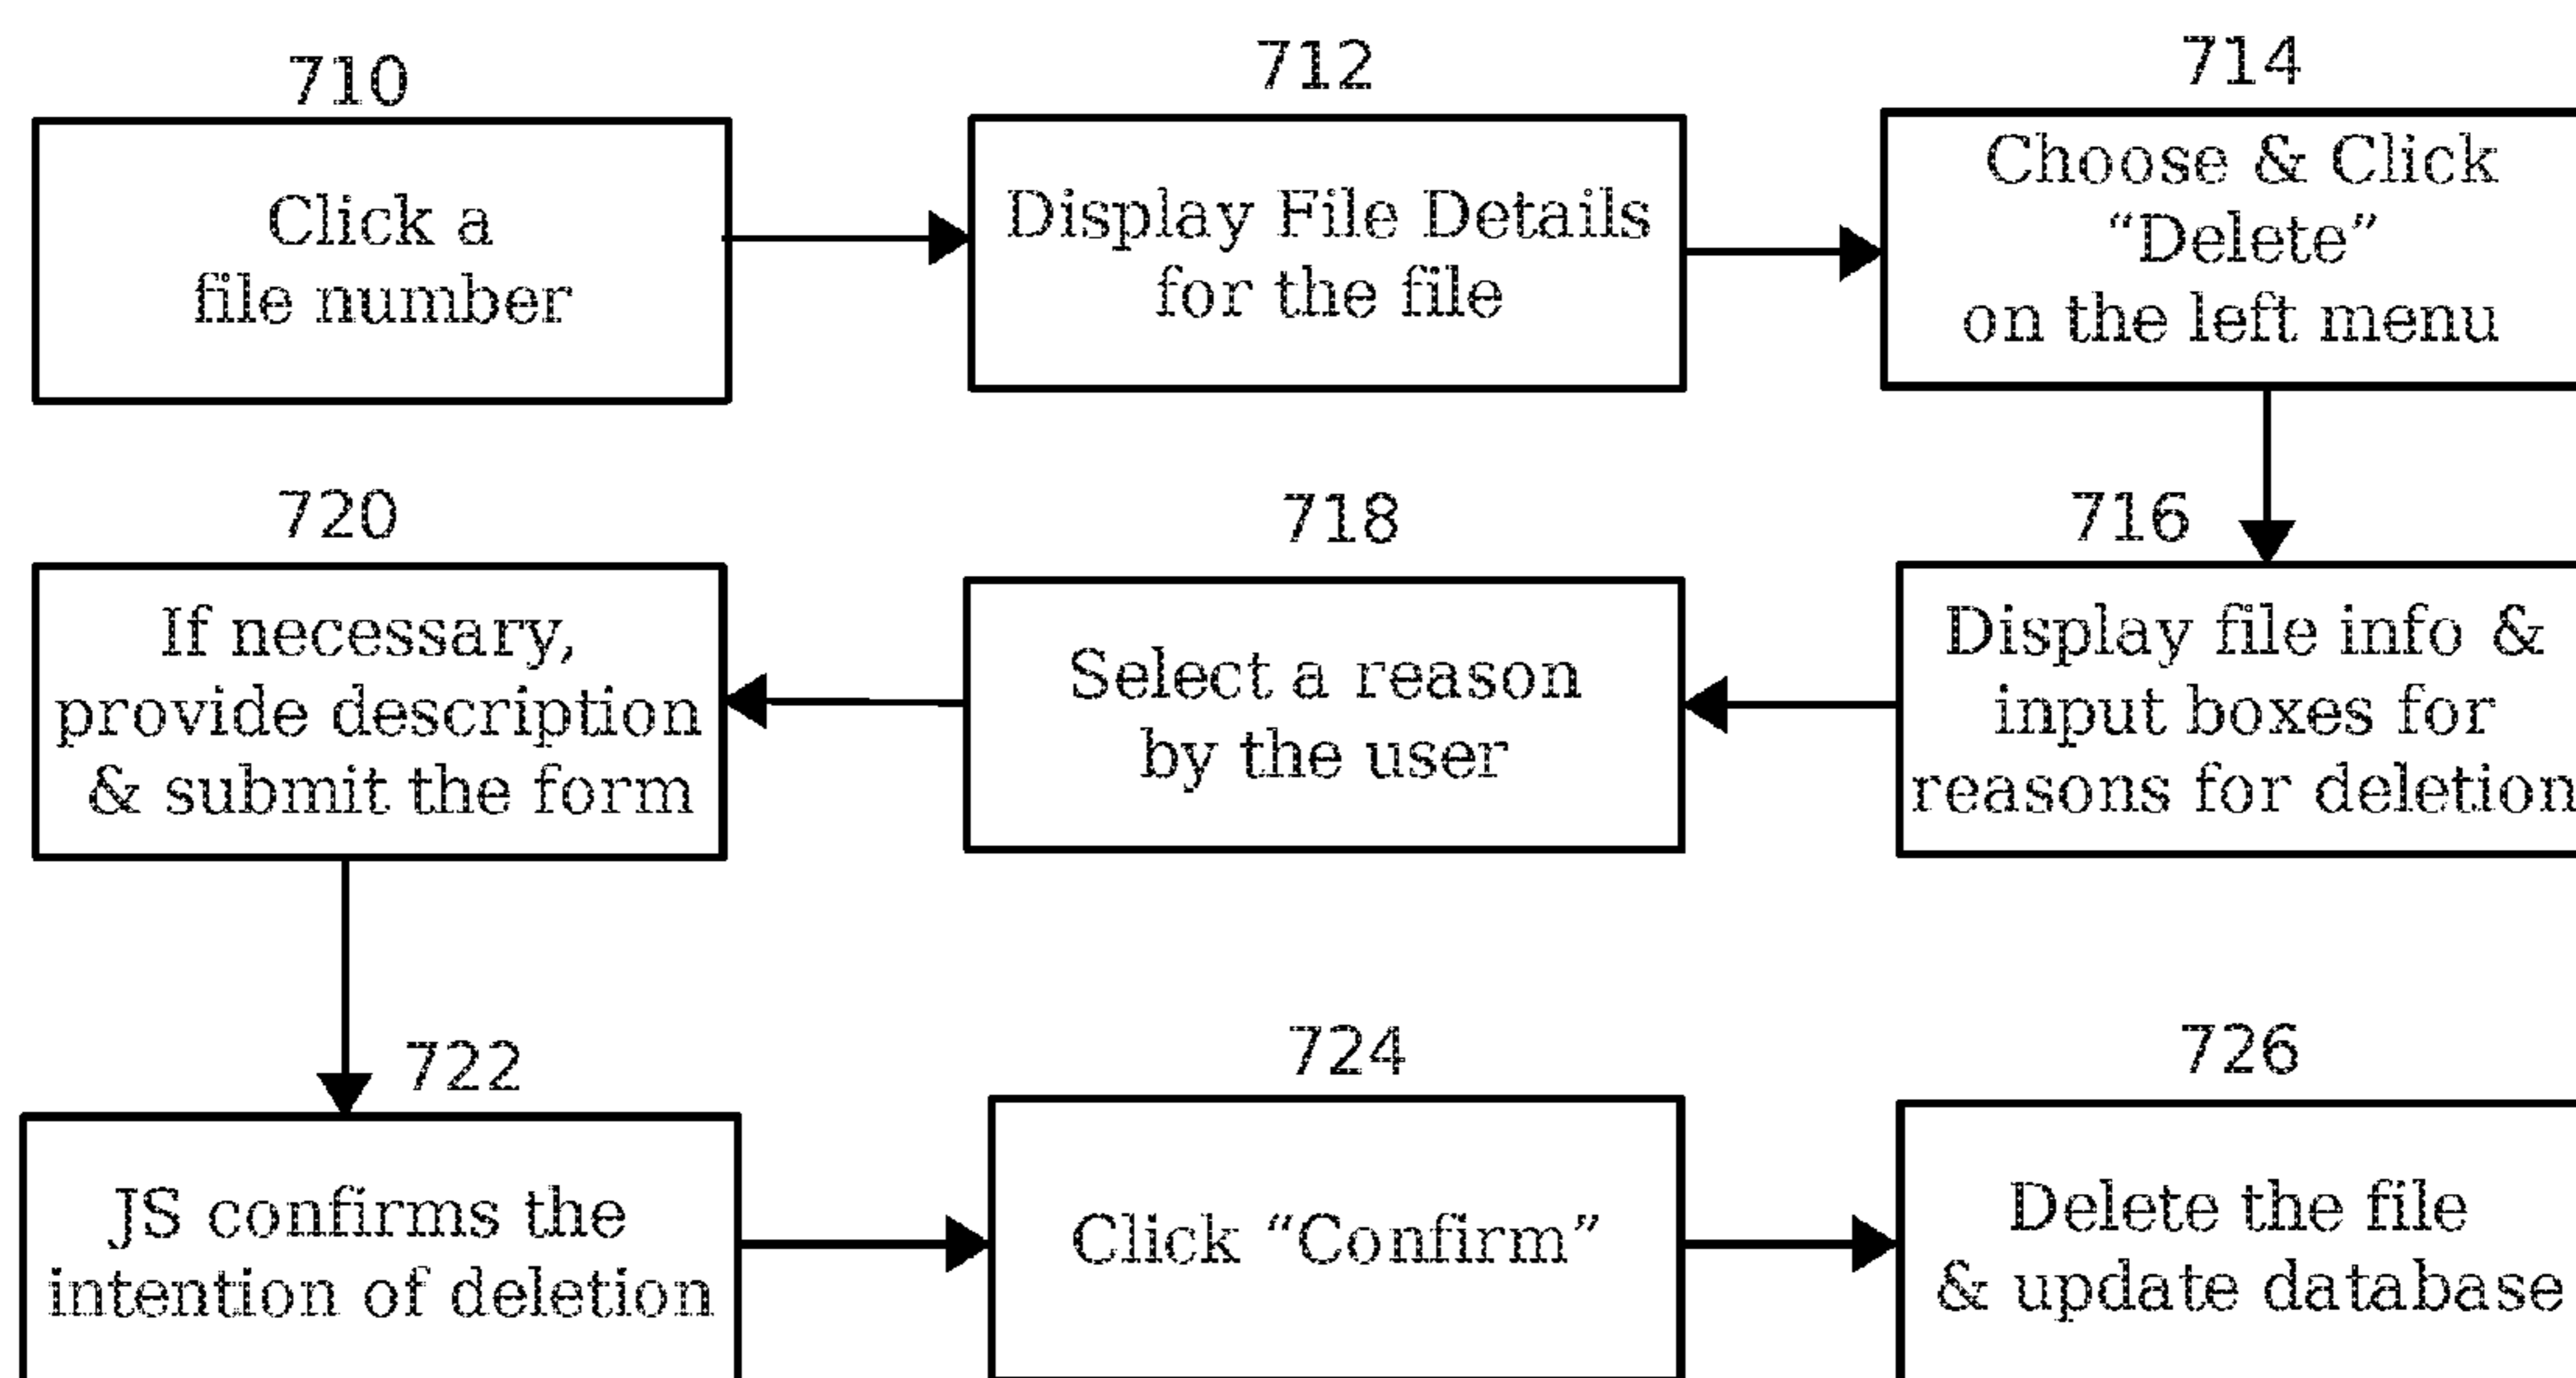 710
Click a
file number
712
Display File Details
for the file
714
Choose & Click
“Delete”
on the left menu
716
Display file info &
input boxes for
reasons for deletion
718
Select a reason
by the user
720
If necessary,
provide description
& submit the form
722
JS confirms the
intention of deletion
724
Click “Confirm”
726
Delete the file
& update database